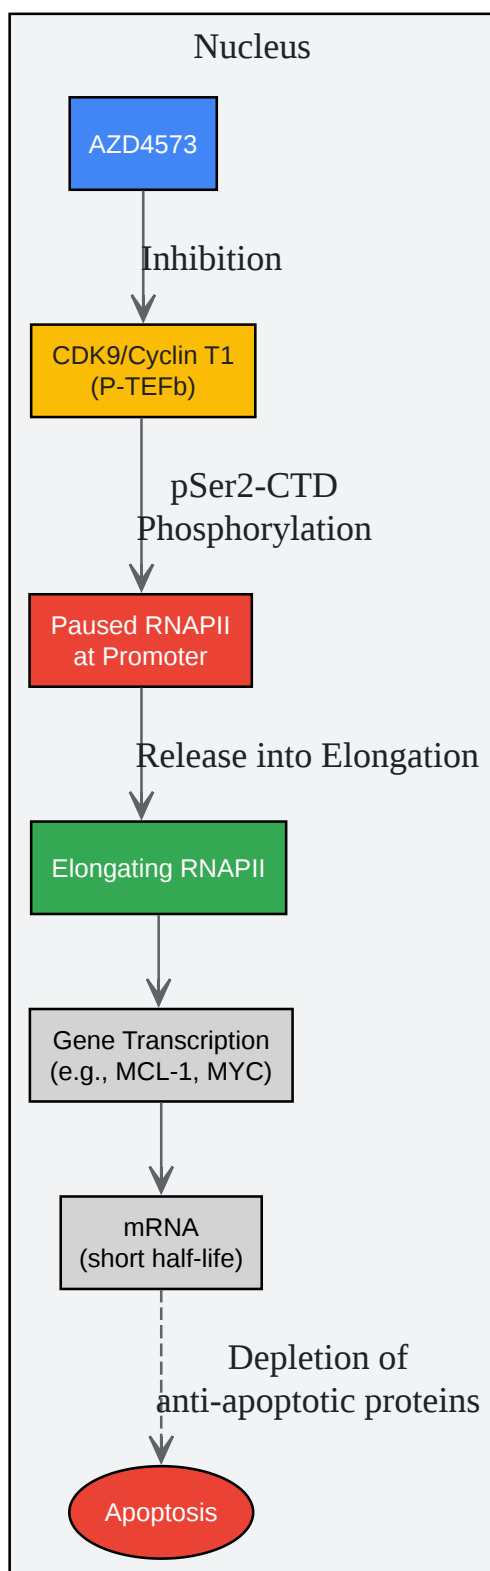 Nucleus
AZD4573
Inhibition
CDK9/Cyclin T1
(P-TEFb)
pSer2-CTD
Phosphorylation
Paused RNAPII
at Promoter
Release into Elongation
Elongating RNAPII
Gene Transcription
(e.g., MCL-1, MYC)
mRNA
(short half-life)
Depletion of
anti-apoptotic proteins
Apoptosis